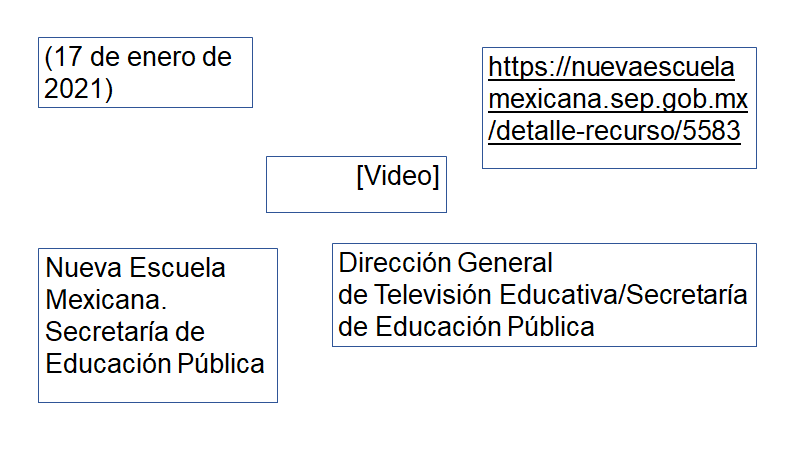 (17 de enero de
2021)
https://nuevaescuela
mexicana.sep.gob.mx
/detalle-recurso/5583
[Video]
Nueva Escuela
Mexicana.
Secretaría de
Educación Pública
Dirección General
de Televisión Educativa/Secretaría
de Educación Pública